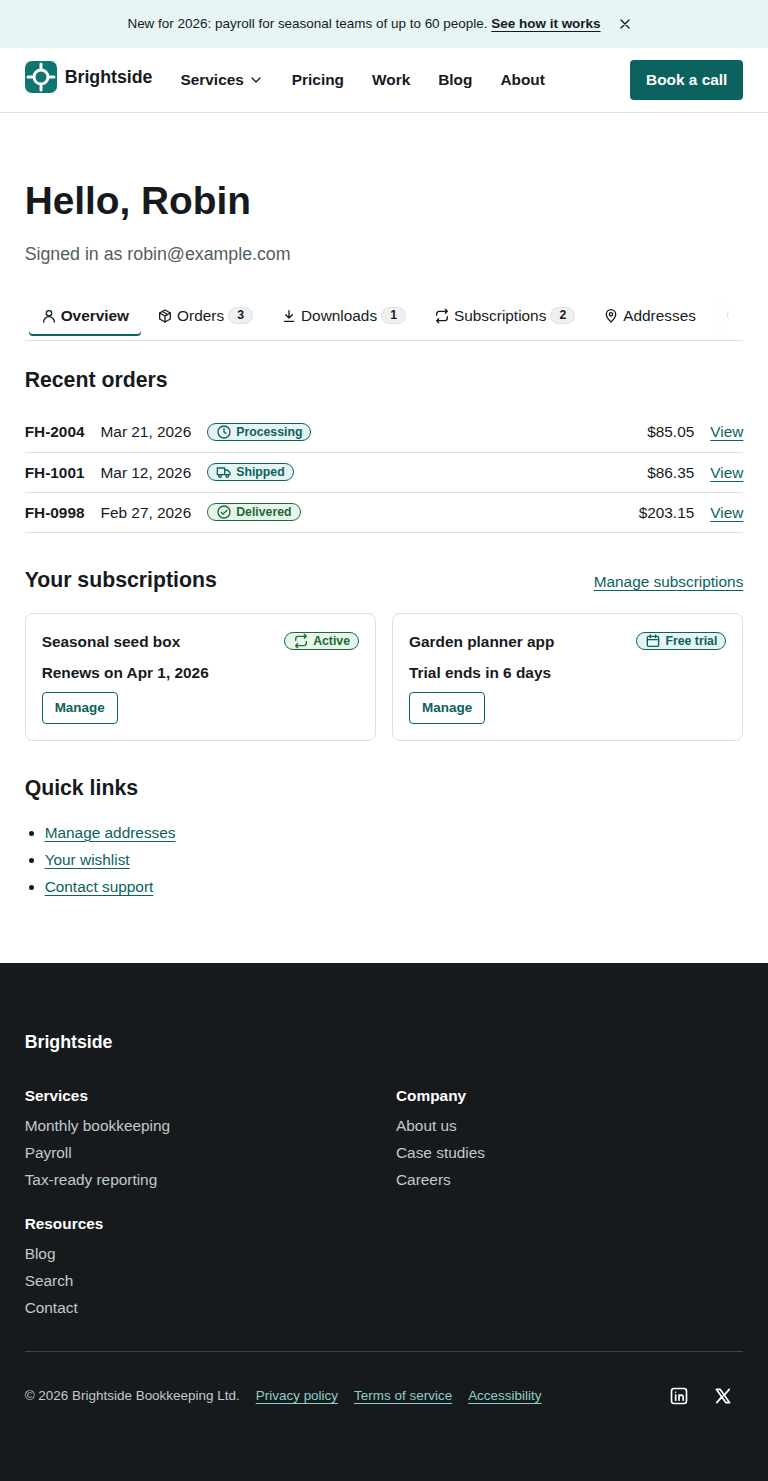 New for 2026: payroll for seasonal teams of up to 60 people. See how it works
Brightside
Services
Pricing
Work
Blog
About
Book a call
Hello, Robin
Signed in as robin@example.com
Overview
Orders 3
Downloads 1
Subscriptions 2
Addresses
Recent orders
FH-2004 Mar 21, 2026 Processing $85.05 View
FH-1001 Mar 12, 2026 Shipped $86.35 View
FH-0998 Feb 27, 2026 Delivered $203.15 View
Your subscriptions
Manage subscriptions
Seasonal seed box
Active
Renews on Apr 1, 2026
Manage
Garden planner app
Free trial
Trial ends in 6 days
Manage
Quick links
Manage addresses
Your wishlist
Contact support
Brightside
Services
Monthly bookkeeping
Payroll
Tax-ready reporting
Company
About us
Case studies
Careers
Resources
Blog
Search
Contact
© 2026 Brightside Bookkeeping Ltd. Privacy policy Terms of service Accessibility